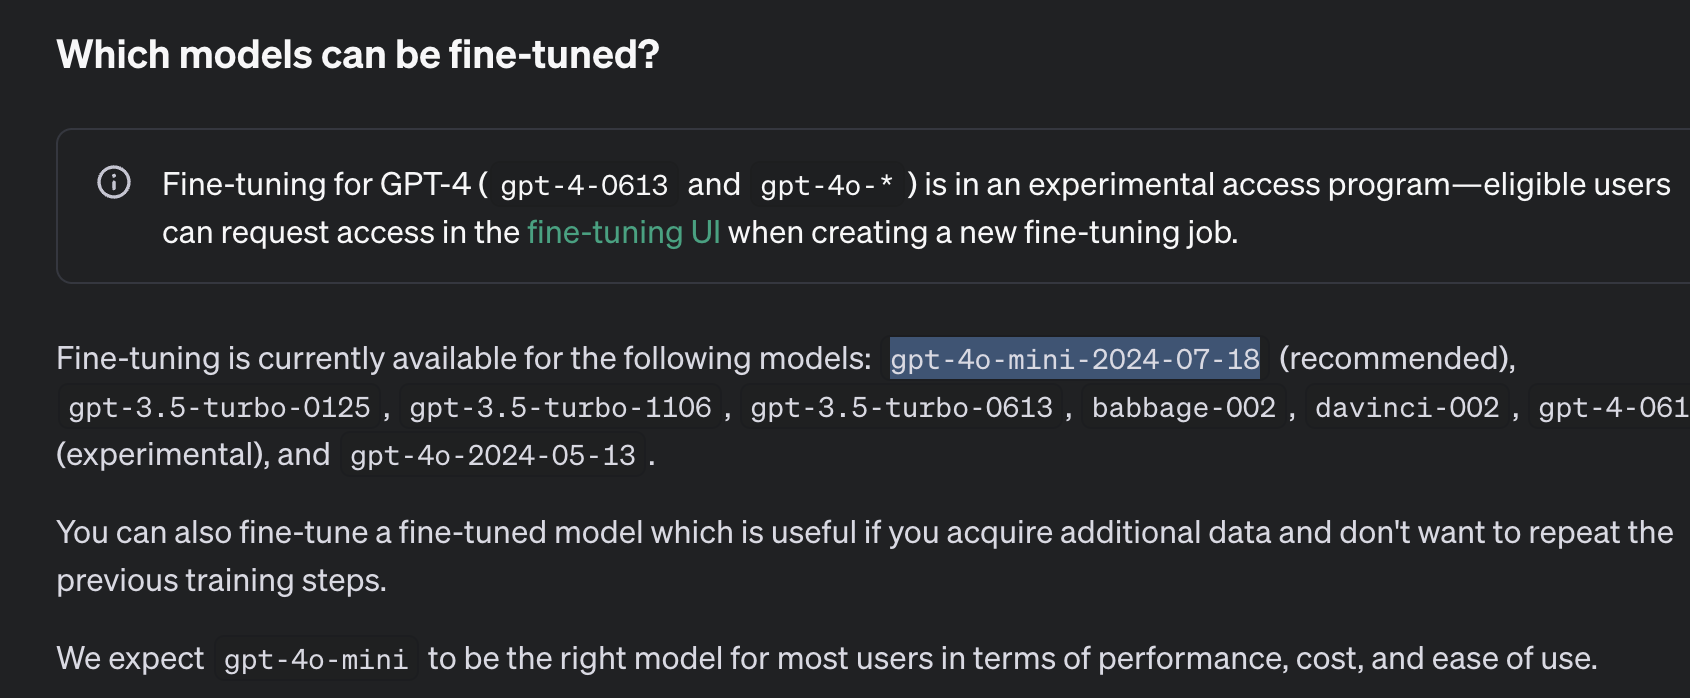 Which models can be fine-tuned?
Fine-tuning for GPT-4 ( gpt-4-0613 and gpt-4o-* ) is in an experimental access program—eligible users
can request access in the fine-tuning UI when creating a new fine-tuning job.
Fine-tuning is currently available for the following models: gpt-4o-mini-2024-07-18 (recommended),
gpt-3.5-turbo-0125 , gpt-3.5-turbo-1106 , gpt-3.5-turbo-0613 , babbage-002 , davinci-002 , gpt-4-061
(experimental), and gpt-4o-2024-05-13 .
You can also fine-tune a fine-tuned model which is useful if you acquire additional data and don't want to repeat the
previous training steps.
We expect gpt-4o-mini to be the right model for most users in terms of performance, cost, and ease of use.